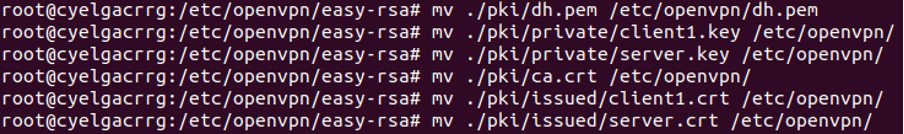 root@cyelgacrrg:/etc/openvpn/easy-rsa# mv ./pki/dh.pem /etc/openvpn/dh.pem
root@cyelgacrrg:/etc/openvpn/easy-rsa# mv ./pki/private/client1.key /etc/openvpn/
root@cyelgacrrg:/etc/openvpn/easy-rsa# mv ./pki/private/server.key /etc/openvpn/
root@cyelgacrrg:/etc/openvpn/easy-rsa# mv ./pki/ca.crt /etc/openvpn/
root@cyelgacrrg:/etc/openvpn/easy-rsa# mv ./pki/issued/client1.crt /etc/openvpn/
root@cyelgacrrg:/etc/openvpn/easy-rsa# mv ./pki/issued/server.crt /etc/openvpn/